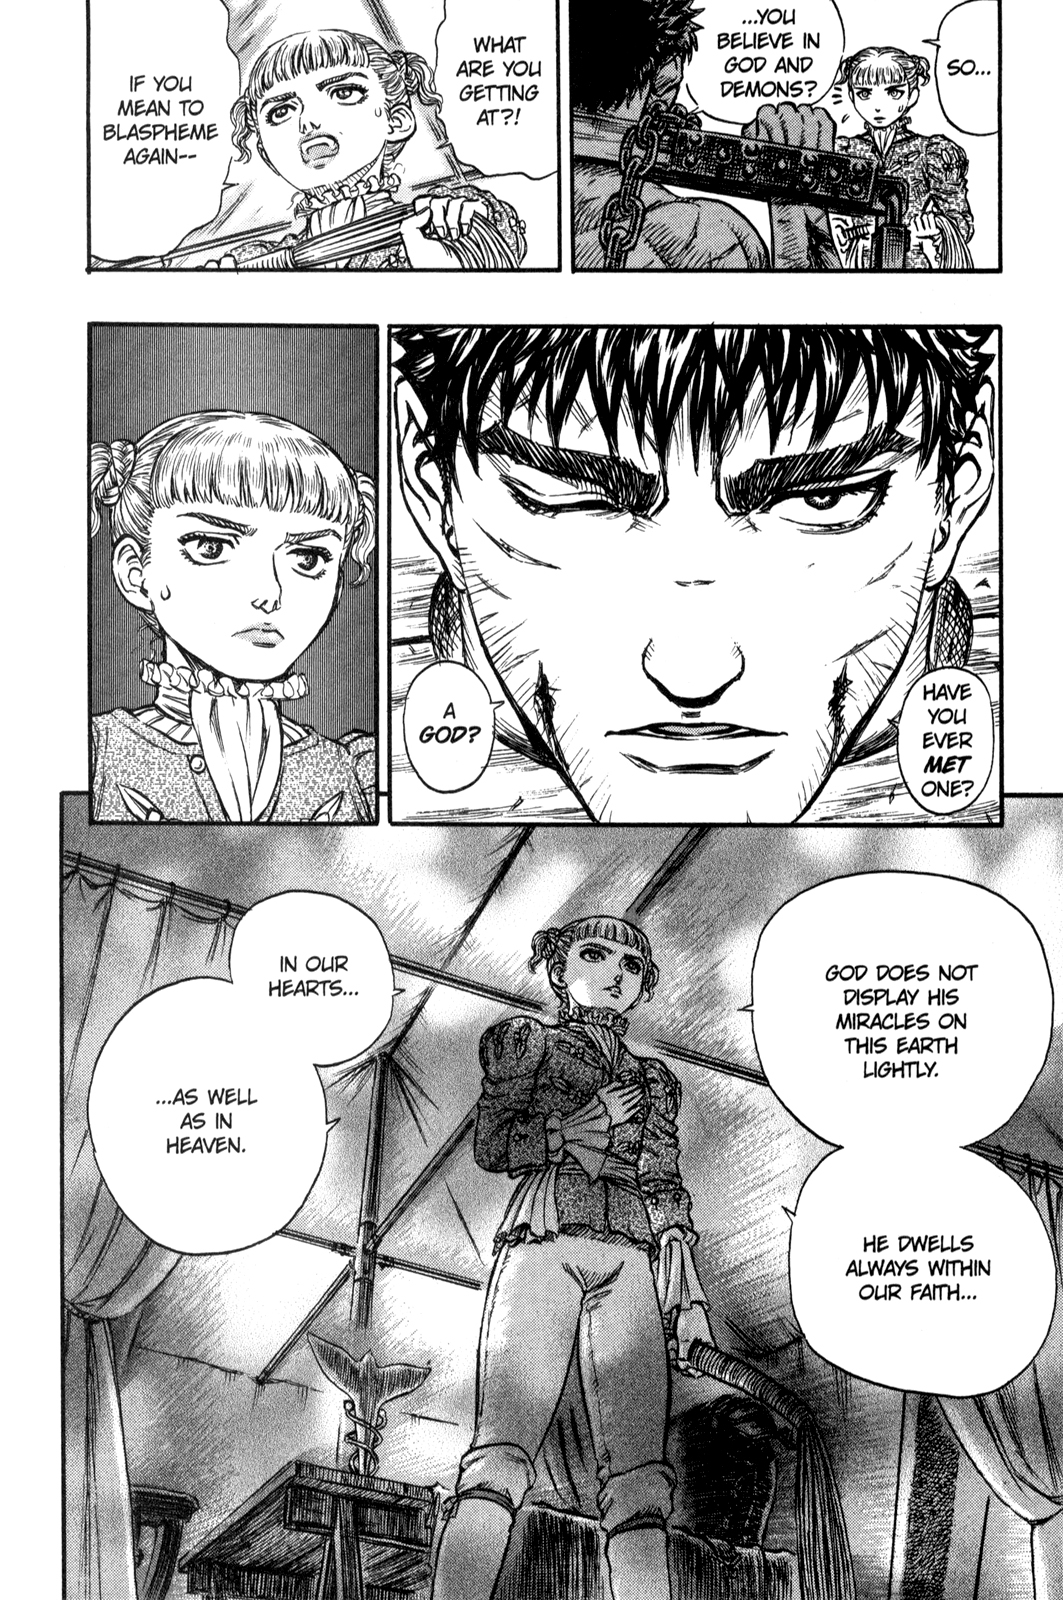 SO...
...YOU
BELIEVE IN
GOD AND
DEMONS?
WHAT
ARE YOU
GETTING
AT?!
IF YOU
MEAN TO
BLASPHEME
AGAIN--
HAVE
YOU
EVER
MET
ONE?
A
GOD?
GOD DOES NOT
DISPLAY HIS
MIRACLES ON
THIS EARTH
LIGHTLY.
HE DWELLS
ALWAYS WITHIN
OUR FAITH...
IN OUR
HEARTS...
...AS WELL
AS IN
HEAVEN.